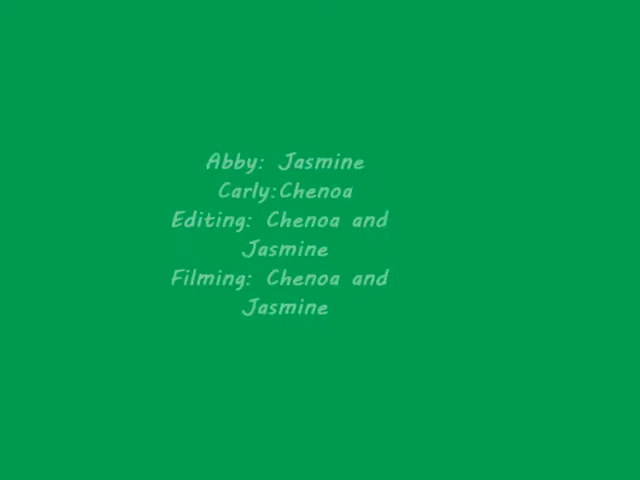 Abby: Jasmine
Carly:Chenoa
Editing: Chenoa and
Jasmine
Filming: Chenoa and
Jasmine